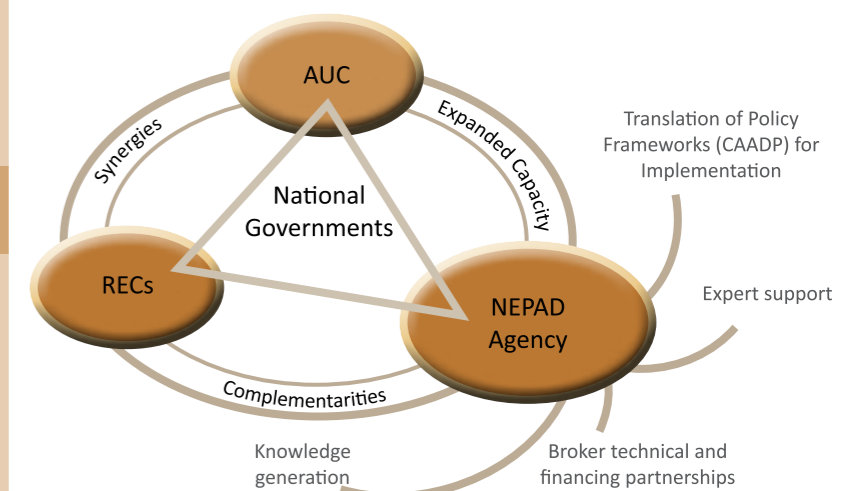 AUC
Synergies
Expanded Capacity
Translation of Policy
Frameworks (CAADP) for
Implementation
National
Governments
RECs
NEPAD
Agency
Expert support
Complementarities
Knowledge
generation
Broker technical and
financing partnerships